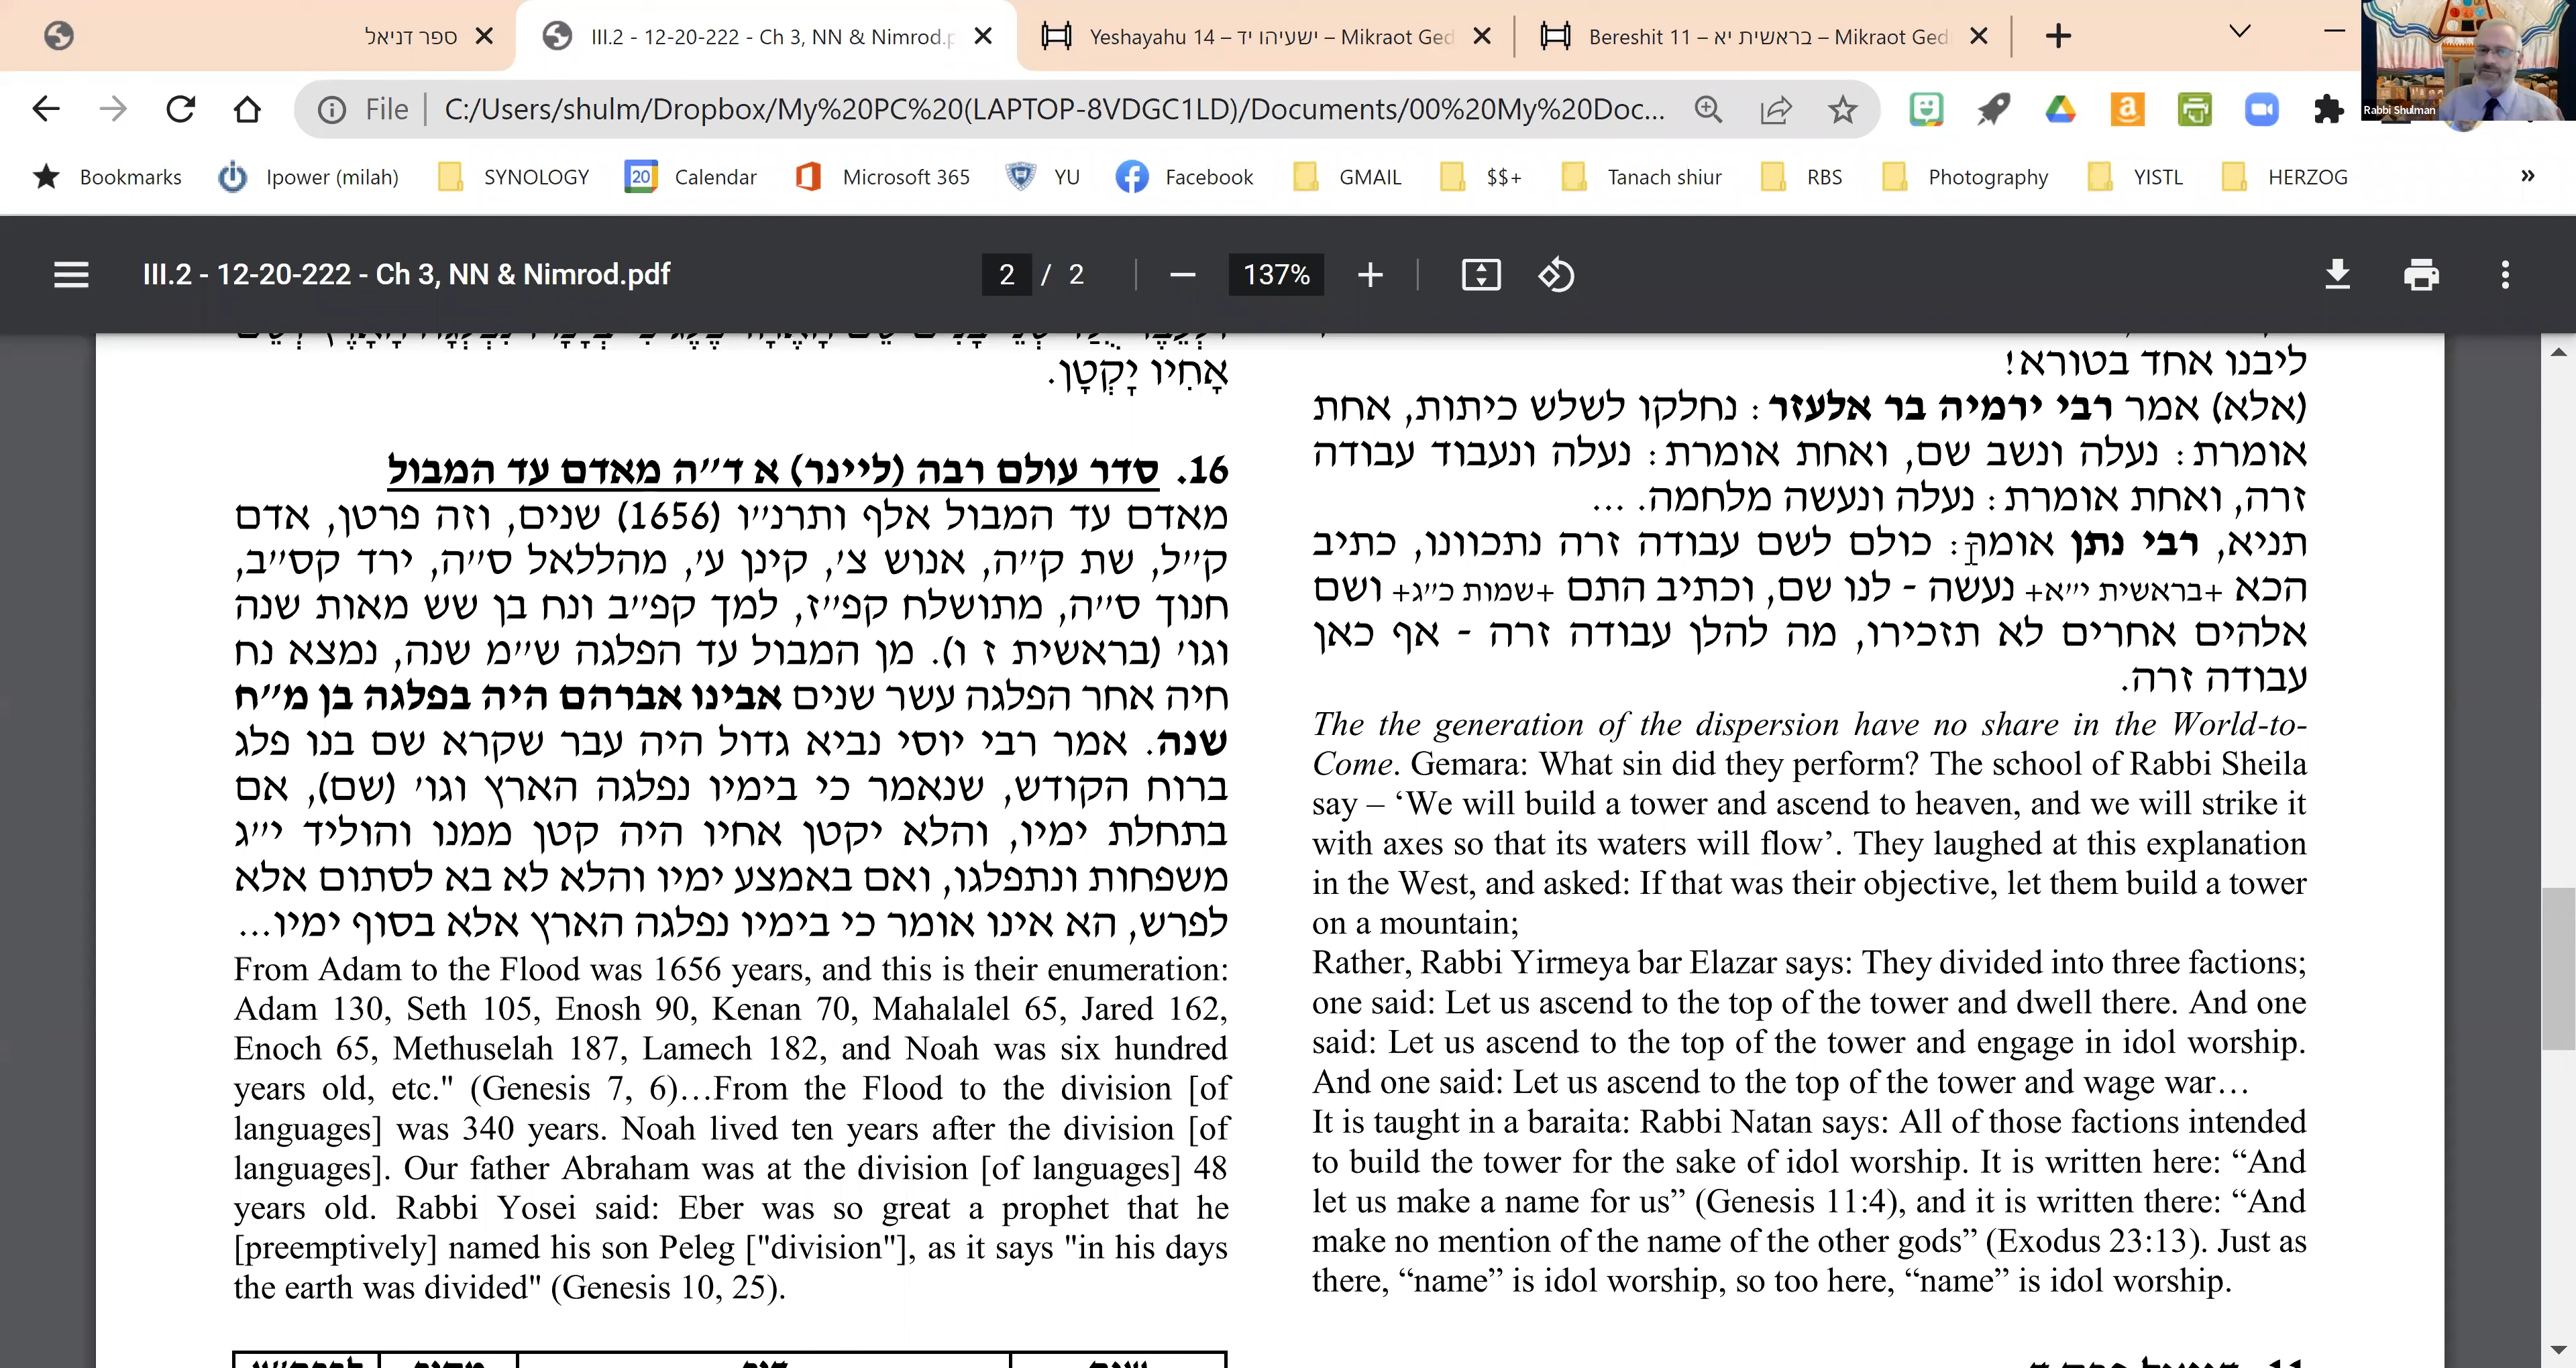 ספר דניאל
III.2 - 12-20-222 - Ch 3, NN & Nimrod.p
Yeshayahu 14 – ישעיהו יד – Mikraot Ged
Bereshit 11 – בראשית יא – Mikraot Ged
Rabbi Shulman
File
C:/Users/shulm/Dropbox/My%20PC%20(LAPTOP-8VDGC1LD)/Documents/00%20My%20Doc...
Bookmarks Ipower (milah) SYNOLOGY 20 Calendar Microsoft 365 YU Facebook GMAIL $$+ Tanach shiur RBS Photography YISTL HERZOG »
III.2 - 12-20-222 - Ch 3, NN & Nimrod.pdf 2 / 2 137%
ליבנו אחד בטורא!
(אלא) אמר רבי ירמיה בר אלעזר: נחלקו לשלש כיתות, אחת
אומרת: נעלה ונשב שם, ואחת אומרת: נעלה ונעבוד עבודה
זרה, ואחת אומרת: נעלה ונעשה מלחמה. ...
תניא, רבי נתן אומר: כולם לשם עבודה זרה נתכוונו, כתיב
הכא +בראשית י״א+ נעשה - לנו שם, וכתיב התם +שמות כ״ג+ ושם
אלהים אחרים לא תזכירו, מה להלן עבודה זרה - אף כאן
עבודה זרה.
The the generation of the dispersion have no share in the World-to-
Come. Gemara: What sin did they perform? The school of Rabbi Sheila
say – ‘We will build a tower and ascend to heaven, and we will strike it
with axes so that its waters will flow’. They laughed at this explanation
in the West, and asked: If that was their objective, let them build a tower
on a mountain;
Rather, Rabbi Yirmeya bar Elazar says: They divided into three factions;
one said: Let us ascend to the top of the tower and dwell there. And one
said: Let us ascend to the top of the tower and engage in idol worship.
And one said: Let us ascend to the top of the tower and wage war…
It is taught in a baraita: Rabbi Natan says: All of those factions intended
to build the tower for the sake of idol worship. It is written here: “And
let us make a name for us” (Genesis 11:4), and it is written there: “And
make no mention of the name of the other gods” (Exodus 23:13). Just as
there, “name” is idol worship, so too here, “name” is idol worship.
אָחִיו יָקְטָן.
16. סדר עולם רבה (ליינר) א ד״ה מאדם עד המבול
מאדם עד המבול אלף ותרנ״ו (1656) שנים, וזה פרטן, אדם
ק״ל, שת ק״ה, אנוש צ׳, קינן ע׳, מהללאל ס״ה, ירד קס״ב,
חנוך ס״ה, מתושלח קפ״ז, למך קפ״ב ונח בן שש מאות שנה
וגו׳ (בראשית ז ו). מן המבול עד הפלגה ש״מ שנה, נמצא נח
חיה אחר הפלגה עשר שנים אבינו אברהם היה בפלגה בן מ״ח
שנה. אמר רבי יוסי נביא גדול היה עבר שקרא שם בנו פלג
ברוח הקודש, שנאמר כי בימיו נפלגה הארץ וגו׳ (שם), אם
בתחלת ימיו, והלא יקטן אחיו היה קטן ממנו והוליד י״ג
משפחות ונתפלגו, ואם באמצע ימיו והלא לא בא לסתום אלא
לפרש, הא אינו אומר כי בימיו נפלגה הארץ אלא בסוף ימיו...
From Adam to the Flood was 1656 years, and this is their enumeration:
Adam 130, Seth 105, Enosh 90, Kenan 70, Mahalalel 65, Jared 162,
Enoch 65, Methuselah 187, Lamech 182, and Noah was six hundred
years old, etc." (Genesis 7, 6)…From the Flood to the division [of
languages] was 340 years. Noah lived ten years after the division [of
languages]. Our father Abraham was at the division [of languages] 48
years old. Rabbi Yosei said: Eber was so great a prophet that he
[preemptively] named his son Peleg ["division"], as it says "in his days
the earth was divided" (Genesis 10, 25).